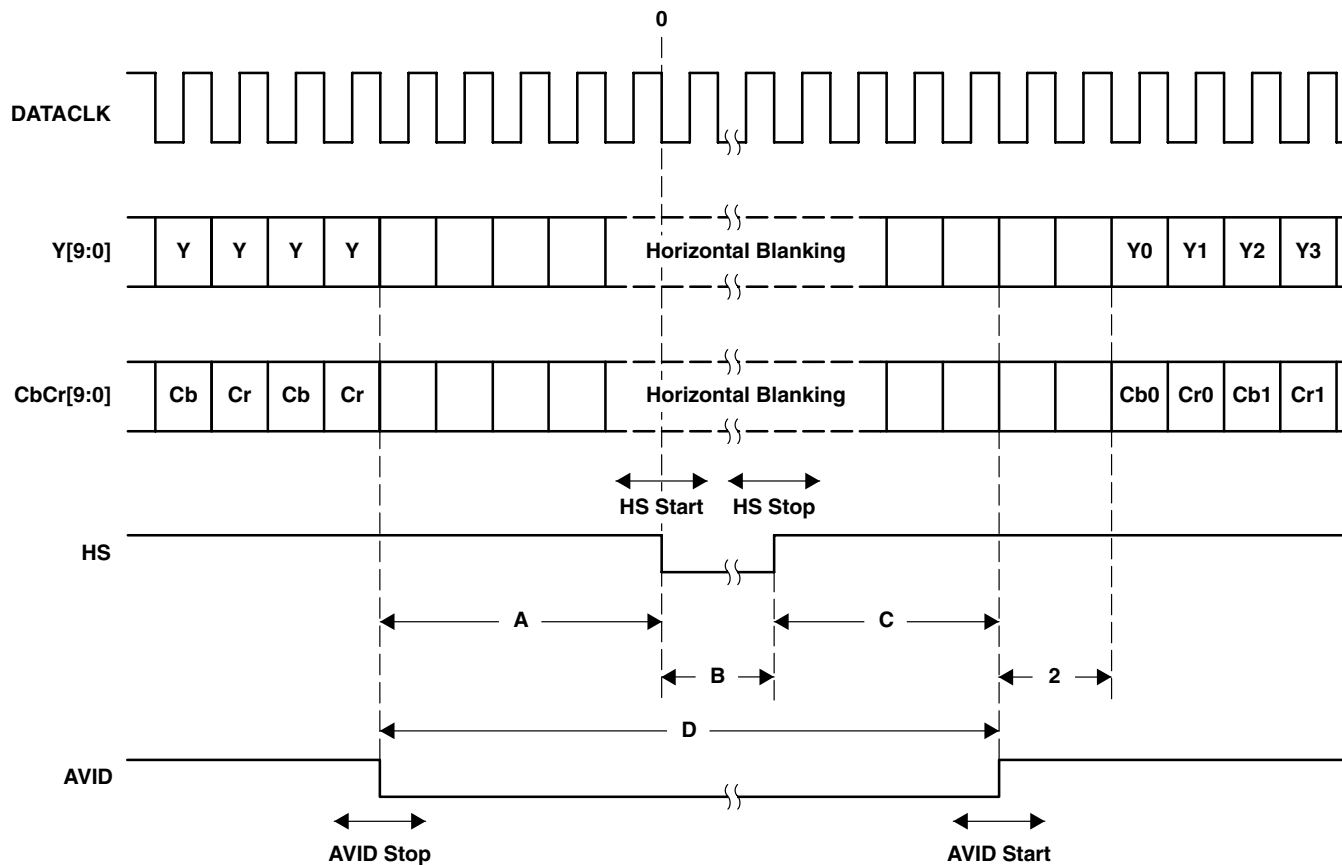 0
DATACLK
Y[9:0]
Y Y Y Y Horizontal Blanking Y0 Y1 Y2 Y3
CbCr[9:0]
Cb Cr Cb Cr Horizontal Blanking Cb0 Cr0 Cb1 Cr1
HS Start HS Stop
HS
A C
B 2
D
AVID
AVID Stop AVID Start